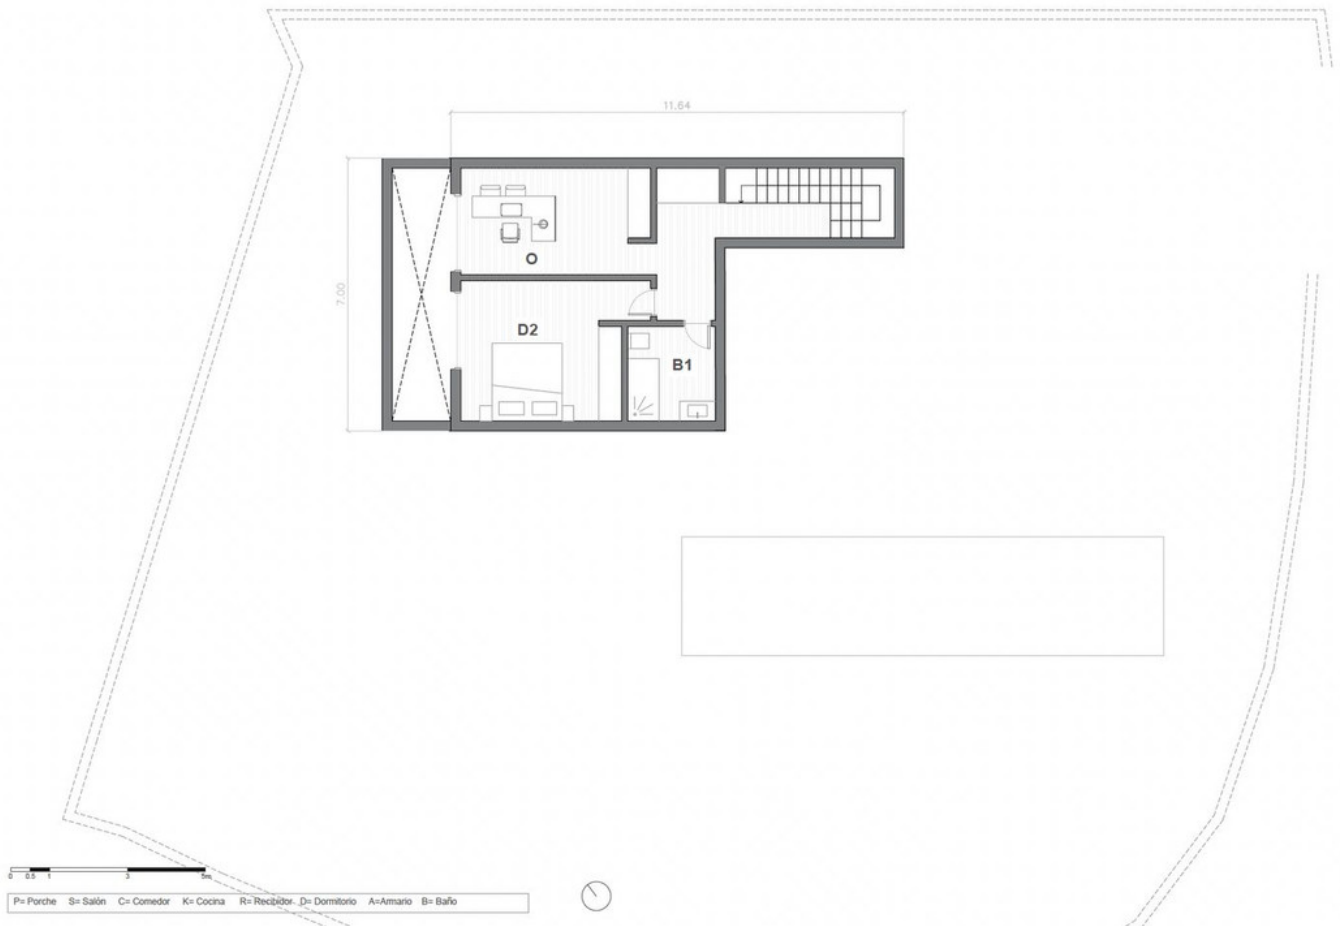 11.64
7.00
O
D2
B1
0 0.5 1 3 5m
P= Porche S= Salón C= Comedor K= Cocina R= Recibidor D= Dormitorio A=Armario B= Baño